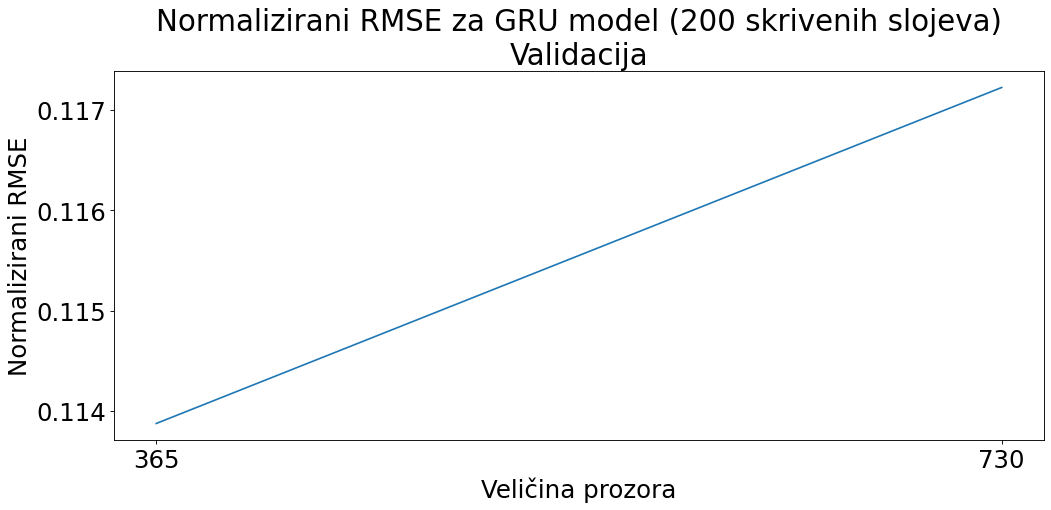 Normalizirani RMSE za GRU model (200 skrivenih slojeva)
Validacija
Normalizirani RMSE
0.117
0.116
0.115
0.114
365
730
Veličina prozora